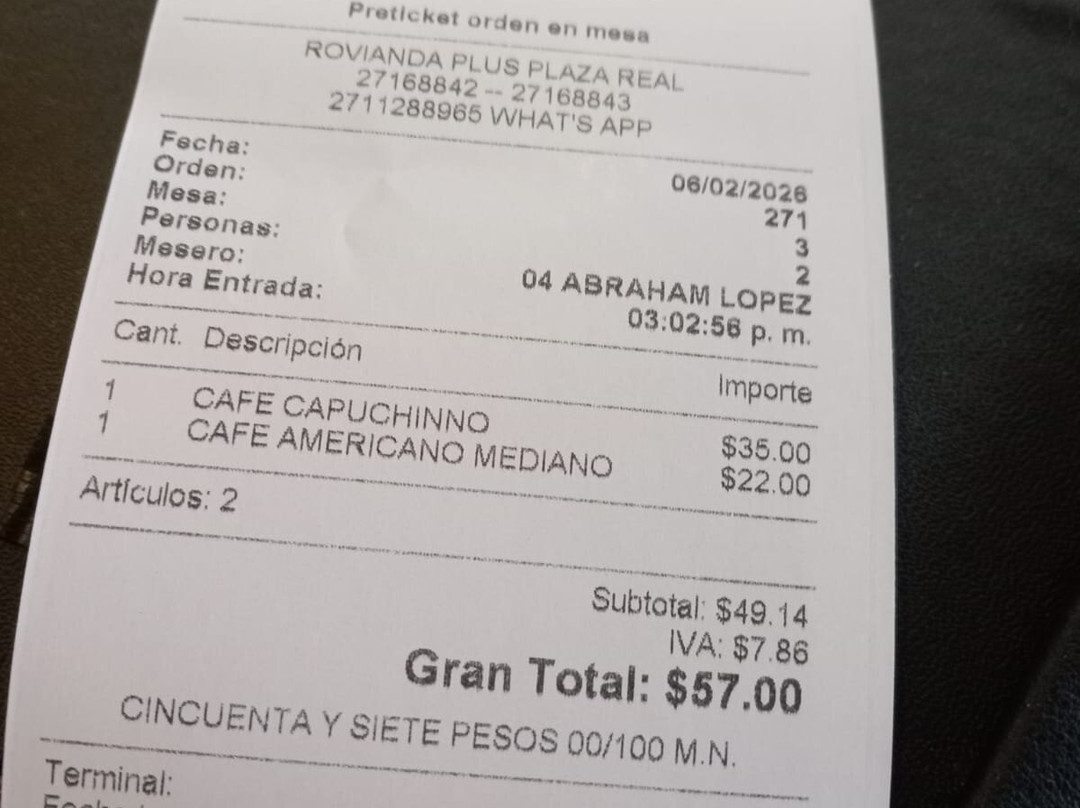 Preticket orden en mesa
ROVIANDA PLUS PLAZA REAL
27168842 -- 27168843
2711288965 WHAT'S APP
Fecha: 06/02/2026
Orden: 271
Mesa: 3
Personas: 2
Mesero: 04 ABRAHAM LOPEZ
Hora Entrada: 03:02:56 p. m.
Cant. Descripción Importe
1 CAFE CAPUCHINNO $35.00
1 CAFE AMERICANO MEDIANO $22.00
Artículos: 2
Subtotal: $49.14
IVA: $7.86
Gran Total: $57.00
CINCUENTA Y SIETE PESOS 00/100 M.N.
Terminal: